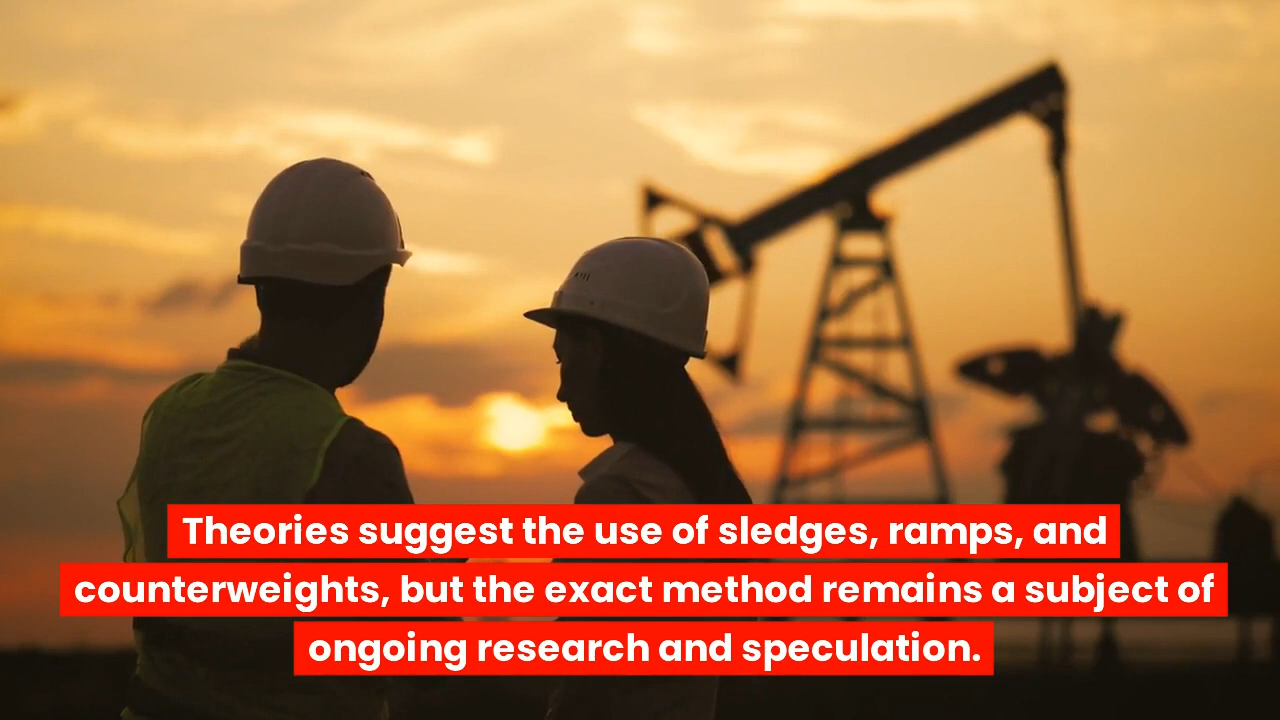 Theories suggest the use of sledges, ramps, and
counterweights, but the exact method remains a subject of
ongoing research and speculation.